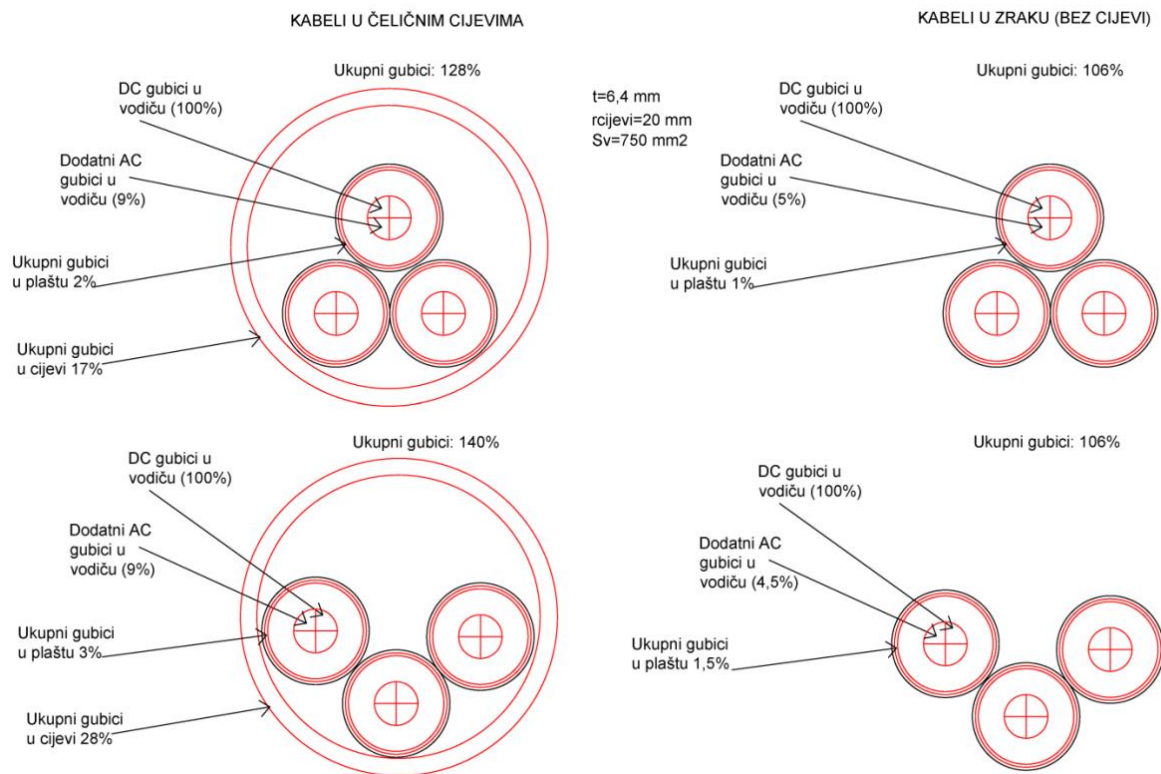 KABELI U ČELIČNIM CIJEVIMA
Ukupni gubici: 128%
DC gubici u
vodiču (100%)
Dodatni AC
gubici u
vodiču (9%)
Ukupni gubici
u plaštu 2%
Ukupni gubici
u cijevi 17%
t=6,4 mm
rcijevi=20 mm
Sv=750 mm2
KABELI U ZRAKU (BEZ CIJEVI)
Ukupni gubici: 106%
DC gubici u
vodiču (100%)
Dodatni AC
gubici u
vodiču (5%)
Ukupni gubici
u plaštu 1%
Ukupni gubici: 140%
DC gubici u
vodiču (100%)
Dodatni AC
gubici u
vodiču (9%)
Ukupni gubici
u plaštu 3%
Ukupni gubici
u cijevi 28%
Ukupni gubici: 106%
DC gubici u
vodiču (100%)
Dodatni AC
gubici u
vodiču (4,5%)
Ukupni gubici
u plaštu 1,5%